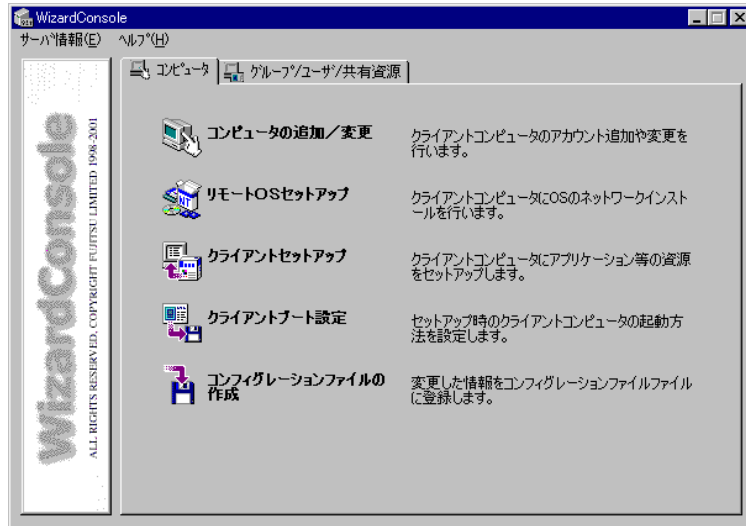 WizardConsole
サーバ情報(E) ヘルプ(H)
コンピュータ グループ/ユーザ/共有資源
WizardConsole
ALL RIGHTS RESERVED, COPYRIGHT FUJITSU LIMITED 1998-2001
コンピュータの追加／変更
クライアントコンピュータのアカウント追加や変更を
行います。
リモートOSセットアップ
クライアントコンピュータにOSのネットワークインスト
ールを行います。
クライアントセットアップ
クライアントコンピュータにアプリケーション等の資源
をセットアップします。
クライアントブート設定
セットアップ時のクライアントコンピュータの起動方
法を設定します。
コンフィグレーションファイルの
作成
変更した情報をコンフィグレーションファイルファイル
に登録します。